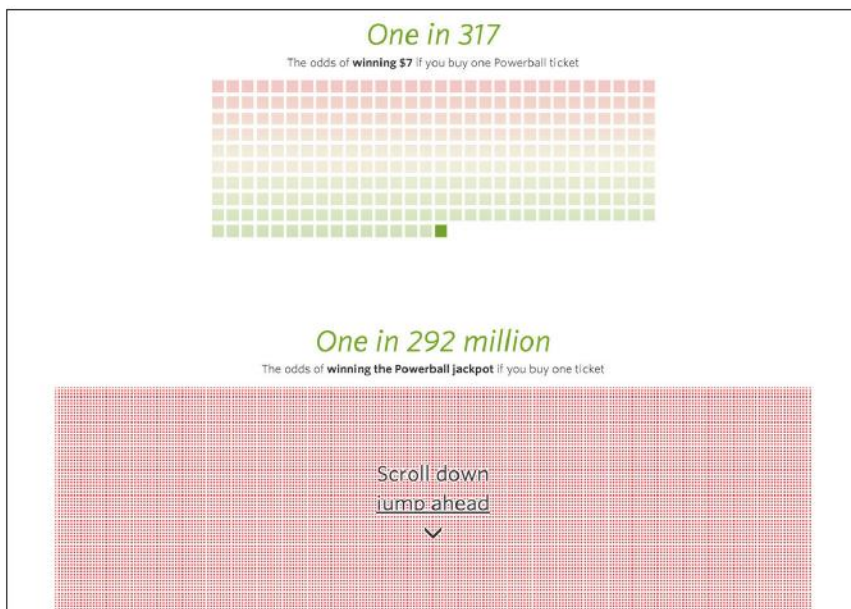 One in 317
The odds of winning $7 if you buy one Powerball ticket
One in 292 million
The odds of winning the Powerball jackpot if you buy one ticket
Scroll down
jump ahead